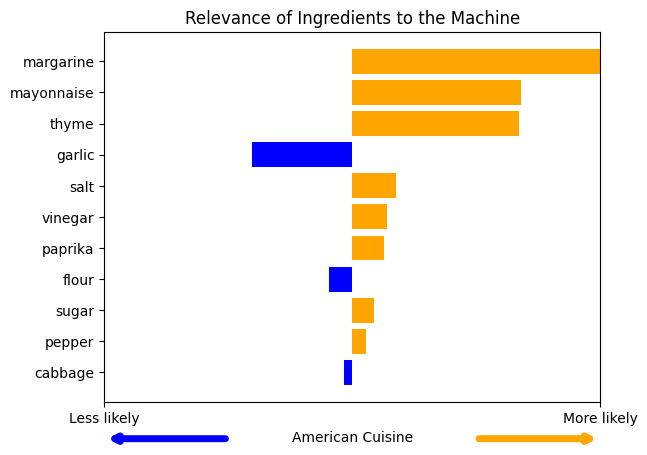 Relevance of Ingredients to the Machine
margarine
mayonnaise
thyme
garlic
salt
vinegar
paprika
flour
sugar
pepper
cabbage
Less likely
More likely
American Cuisine